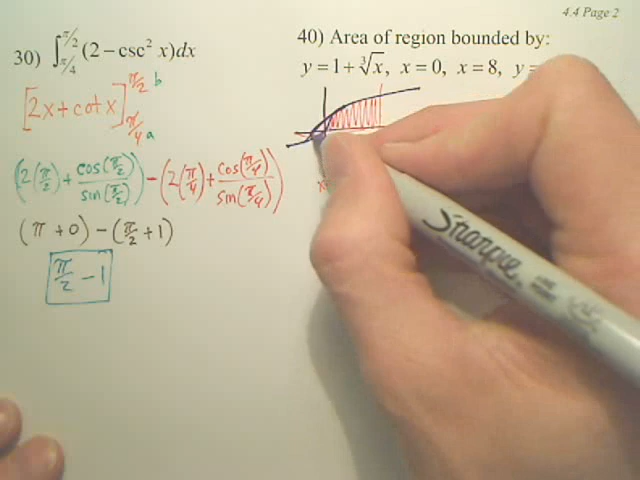 4.4 Page 2
30) ∫_{π/4}^{π/2} (2 − csc² x)dx
[2x + cot x]_{π/4 a}^{π/2 b}
(2(π/2) + cos(π/2)/sin(π/2)) − (2(π/4) + cos(π/4)/sin(π/4))
(π + 0) − (π/2 + 1)
π/2 − 1
40) Area of region bounded by:
y = 1 + ∛x, x = 0, x = 8, y =
x
Sharpie